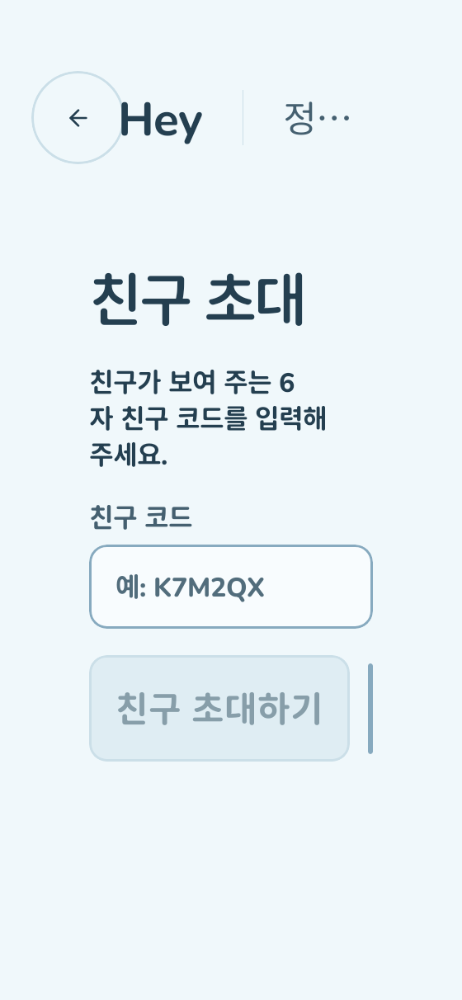 Hey 정···
친구 초대
친구가 보여 주는 6
자 친구 코드를 입력해
주세요.
친구 코드
예: K7M2QX
친구 초대하기